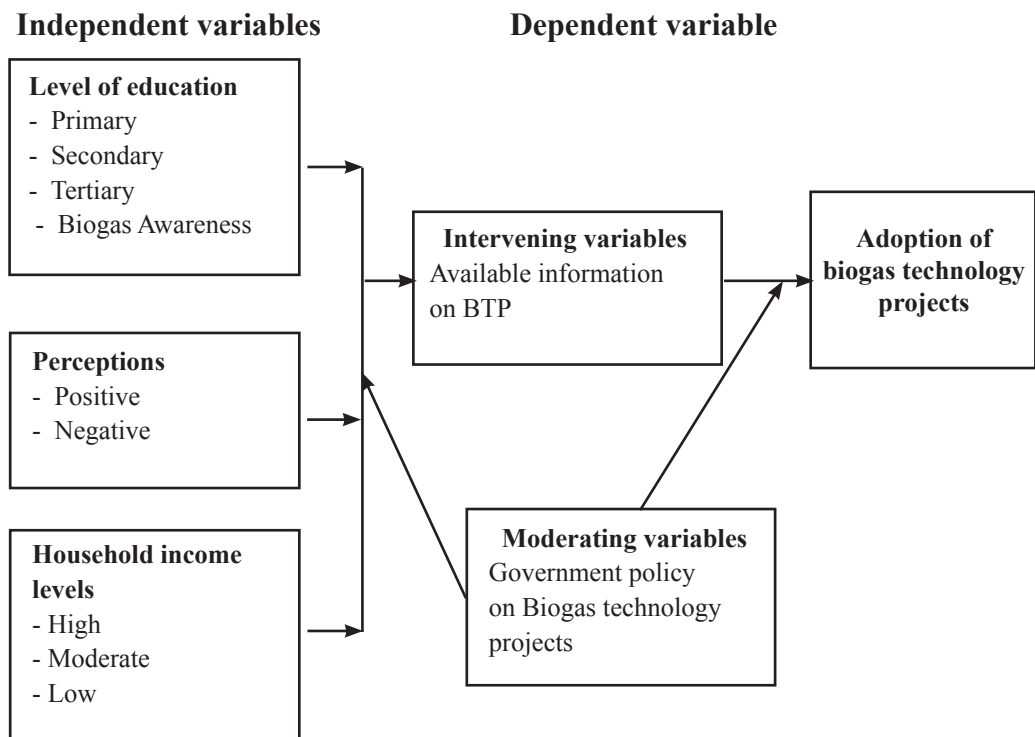 Independent variables
Dependent variable
Level of education
- Primary
- Secondary
- Tertiary
- Biogas Awareness
Perceptions
- Positive
- Negative
Household income
levels
- High
- Moderate
- Low
Intervening variables
Available information
on BTP
Moderating variables
Government policy
on Biogas technology
projects
Adoption of
biogas technology
projects